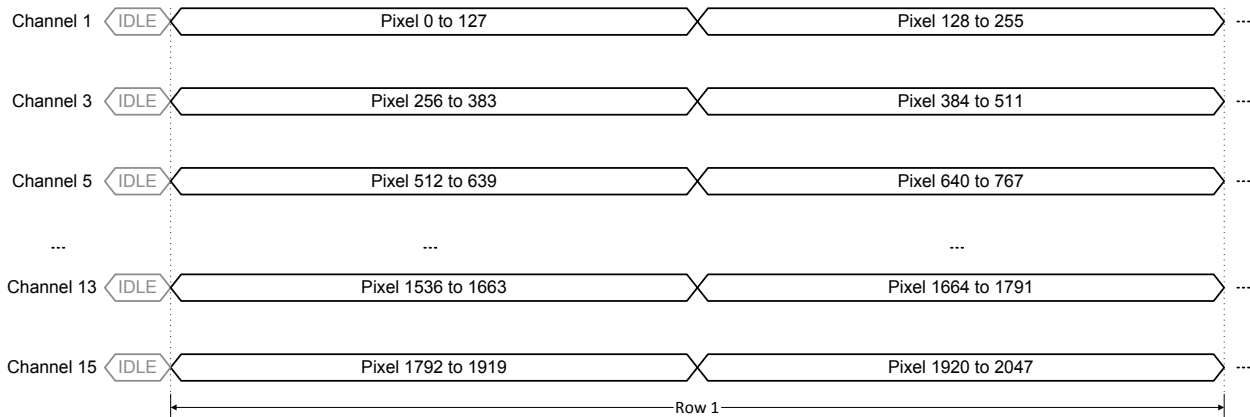 Channel 1 IDLE Pixel 0 to 127 Pixel 128 to 255 ---
Channel 3 IDLE Pixel 256 to 383 Pixel 384 to 511 ---
Channel 5 IDLE Pixel 512 to 639 Pixel 640 to 767 ---
--- --- ---
Channel 13 IDLE Pixel 1536 to 1663 Pixel 1664 to 1791 ---
Channel 15 IDLE Pixel 1792 to 1919 Pixel 1920 to 2047 ---
Row 1